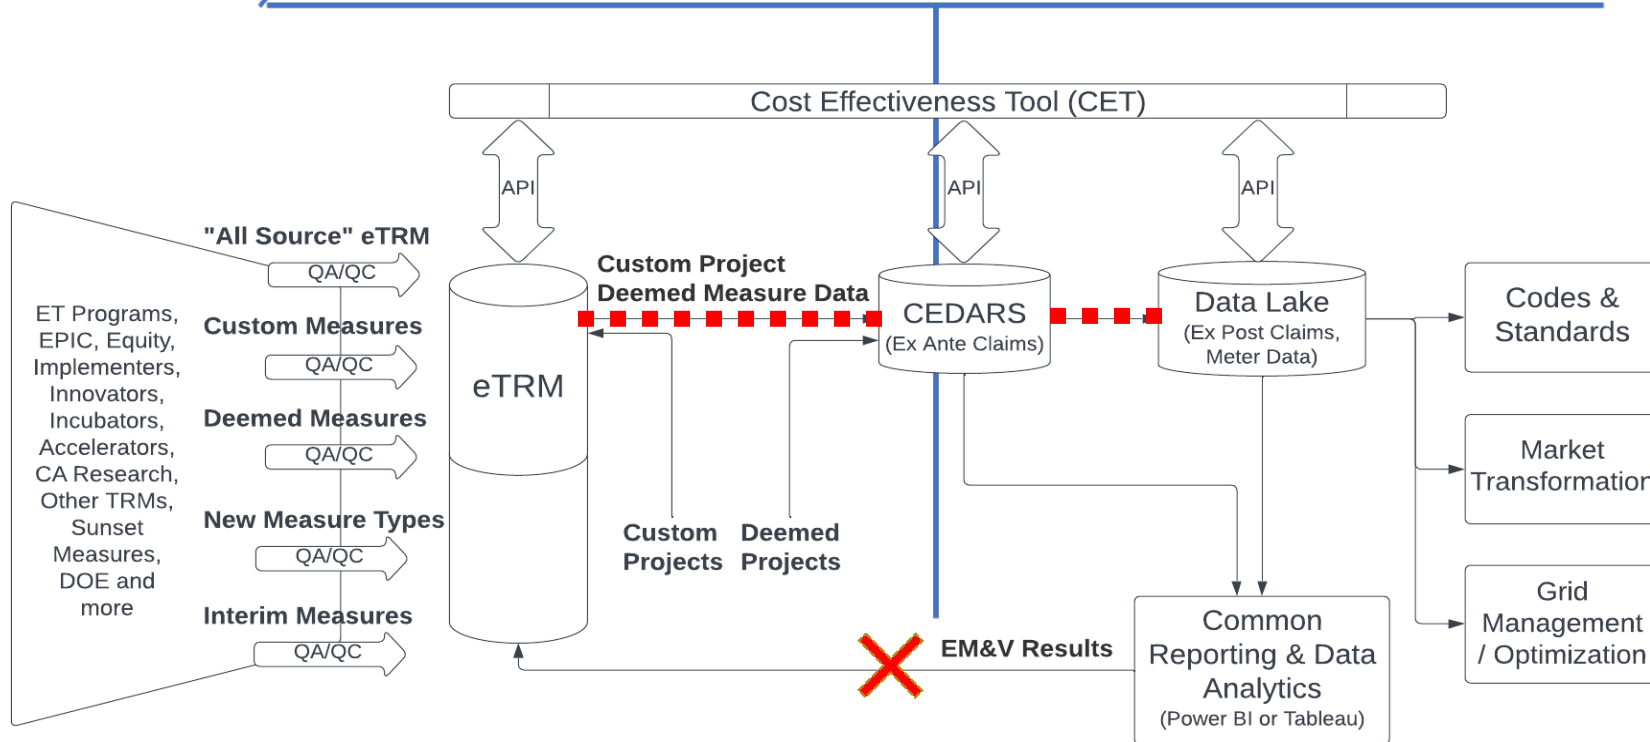 Cost Effectiveness Tool (CET)
API
API
API
"All Source" eTRM
QA/QC
Custom Measures
QA/QC
Deemed Measures
QA/QC
New Measure Types
QA/QC
Interim Measures
QA/QC
ET Programs,
EPIC, Equity,
Implementers,
Innovators,
Incubators,
Accelerators,
CA Research,
Other TRMs,
Sunset
Measures,
DOE and
more
eTRM
Custom Project
Deemed Measure Data
Custom
Projects
Deemed
Projects
CEDARS
(Ex Ante Claims)
Data Lake
(Ex Post Claims,
Meter Data)
Codes &
Standards
Market
Transformation
Grid
Management
/ Optimization
EM&V Results
Common
Reporting & Data
Analytics
(Power BI or Tableau)